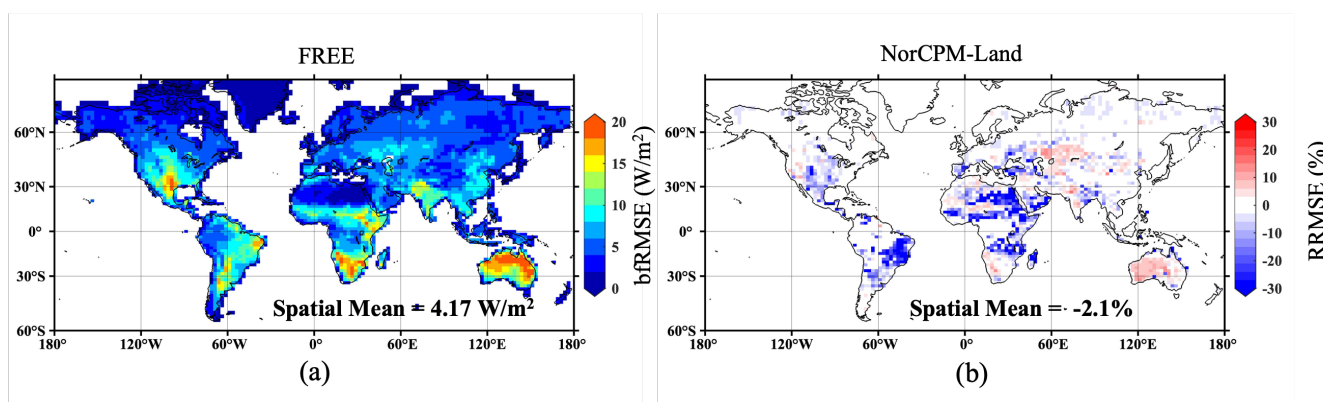 FREE
60°N
30°N
0°
30°S
60°S
180° 120°W 60°W 0° 60°E 120°E 180°
Spatial Mean = 4.17 W/m²
20
15
10
5
0
bfRMSE (W/m²)
(a)
NorCPM-Land
60°N
30°N
0°
30°S
60°S
180° 120°W 60°W 0° 60°E 120°E 180°
Spatial Mean = -2.1%
30
20
10
0
-10
-20
-30
RRMSE (%)
(b)